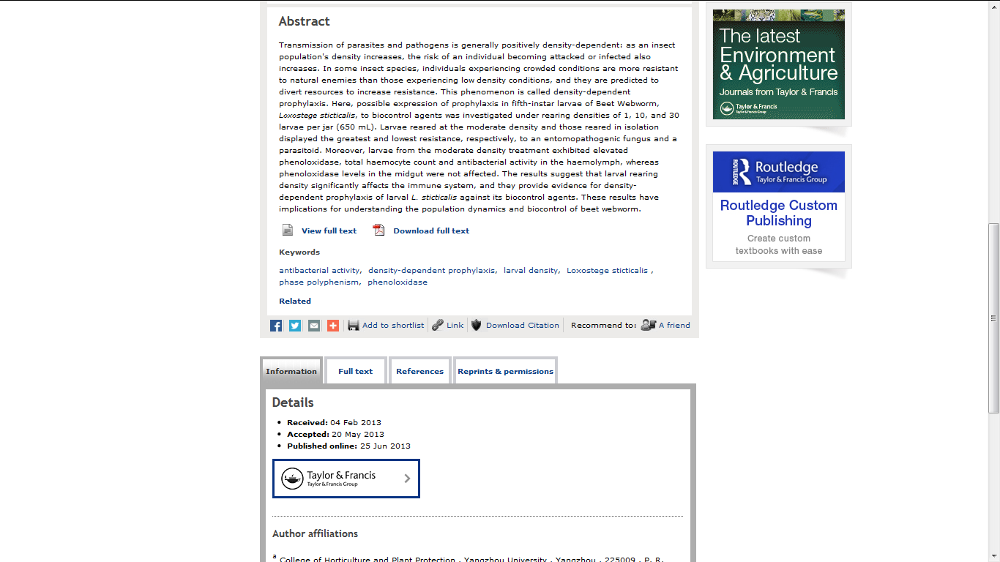 Abstract
Transmission of parasites and pathogens is generally positively density-dependent: as an insect
population's density increases, the risk of an individual becoming attacked or infected also
increases. In some insect species, individuals experiencing crowded conditions are more resistant
to natural enemies than those experiencing low density conditions, and they are predicted to
divert resources to increase resistance. This phenomenon is called density-dependent
prophylaxis. Here, possible expression of prophylaxis in fifth-instar larvae of Beet Webworm,
Loxostege sticticalis, to biocontrol agents was investigated under rearing densities of 1, 10, and 30
larvae per jar (650 mL). Larvae reared at the moderate density and those reared in isolation
displayed the greatest and lowest resistance, respectively, to an entomopathogenic fungus and a
parasitoid. Moreover, larvae from the moderate density treatment exhibited elevated
phenoloxidase, total haemocyte count and antibacterial activity in the haemolymph, whereas
phenoloxidase levels in the midgut were not affected. The results suggest that larval rearing
density significantly affects the immune system, and they provide evidence for density-
dependent prophylaxis of larval L. sticticalis against its biocontrol agents. These results have
implications for understanding the population dynamics and biocontrol of beet webworm.
View full text Download full text
Keywords
antibacterial activity, density-dependent prophylaxis, larval density, Loxostege sticticalis ,
phase polyphenism, phenoloxidase
Related
Add to shortlist Link Download Citation Recommend to: A friend
Information Full text References Reprints & permissions
Details
Received: 04 Feb 2013
Accepted: 20 May 2013
Published online: 25 Jun 2013
Taylor & Francis
Taylor & Francis Group
Author affiliations
a College of Horticulture and Plant Protection , Yangzhou University , Yangzhou , 225009 , P. R.
The latest
Environment
& Agriculture
Journals from Taylor & Francis
Taylor & Francis
Taylor & Francis Group
ROUTLEDGE
Routledge
Taylor & Francis Group
Routledge Custom
Publishing
Create custom
textbooks with ease